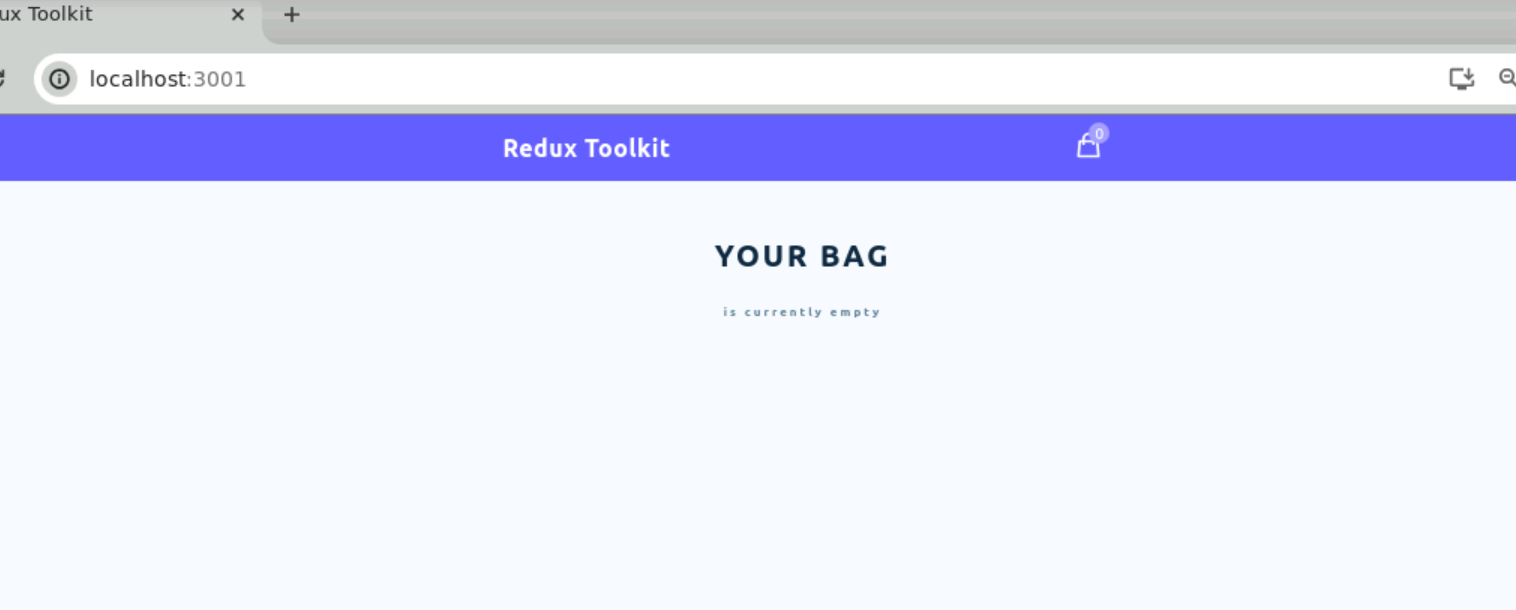 ux Toolkit
localhost:3001
Redux Toolkit
0
YOUR BAG
is currently empty